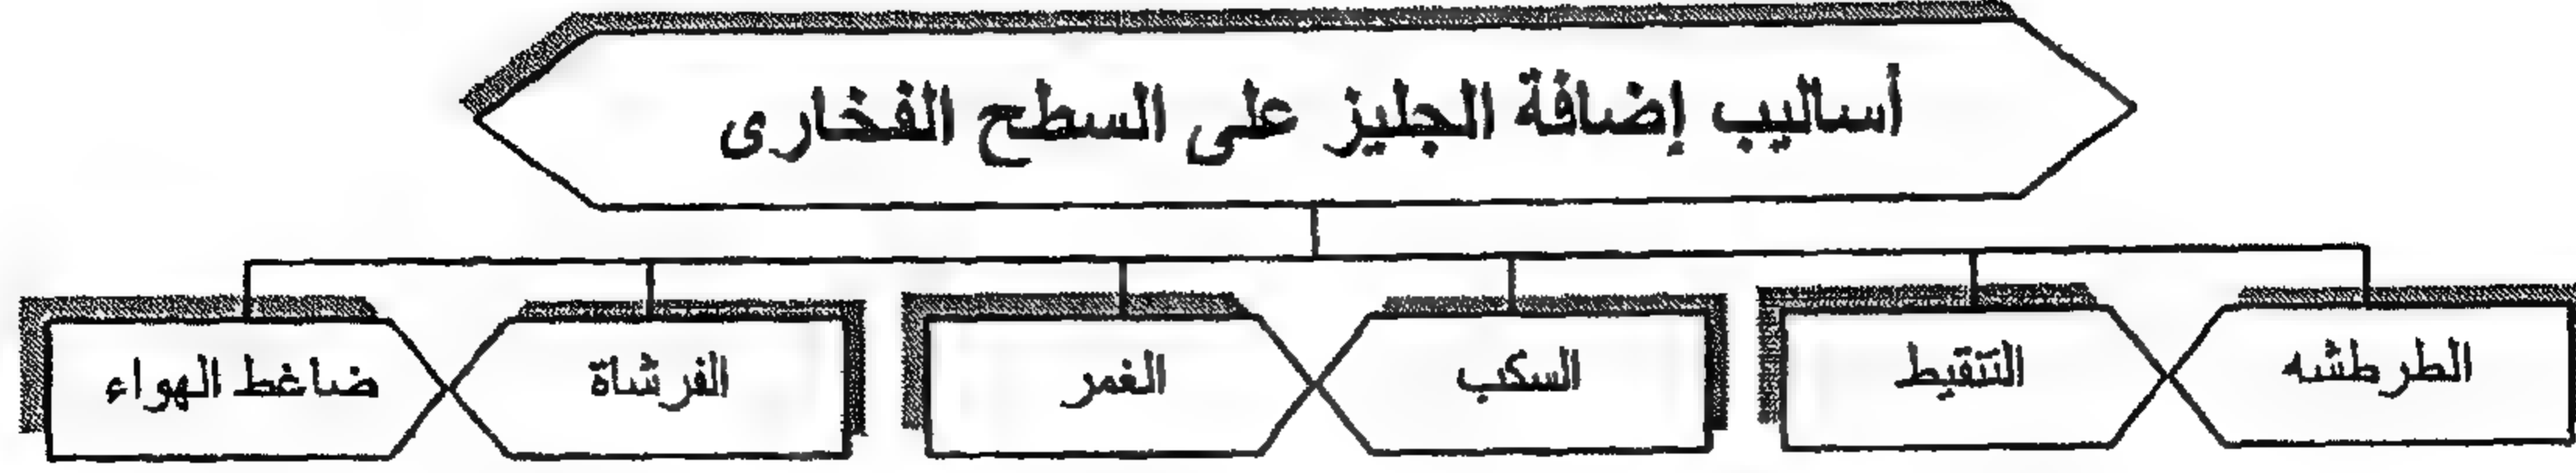 أساليب إضافة الجليز على السطح الفخارى
الطرطشه
التنقيط
السكب
الغمر
الفرشاة
ضاغط الهواء